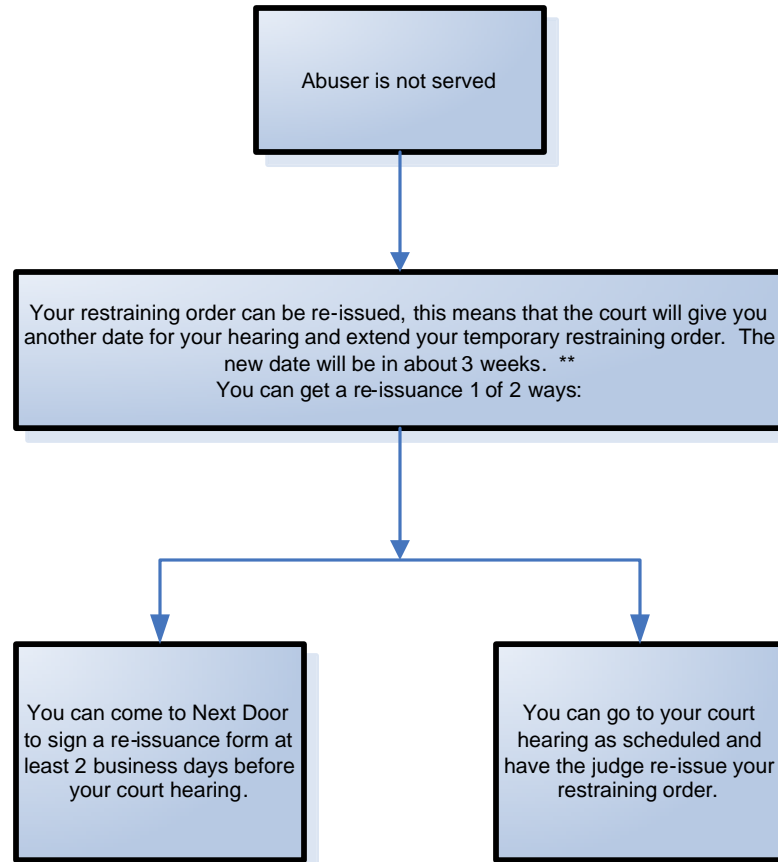 Abuser is not served
Your restraining order can be re-issued, this means that the court will give you
another date for your hearing and extend your temporary restraining order.  The
new date will be in about 3 weeks.  **
You can get a re-issuance 1 of 2 ways:
You can come to Next Door
to sign a re-issuance form at
least 2 business days before
your court hearing.
You can go to your court
hearing as scheduled and
have the judge re-issue your
restraining order.